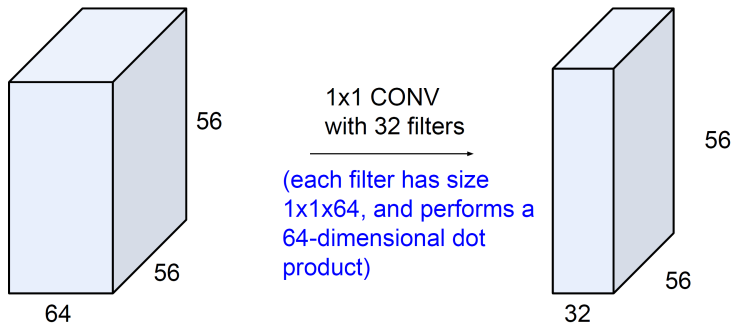 56
56
64
1x1 CONV
with 32 filters
(each filter has size
1x1x64, and performs a
64-dimensional dot
product)
56
56
32